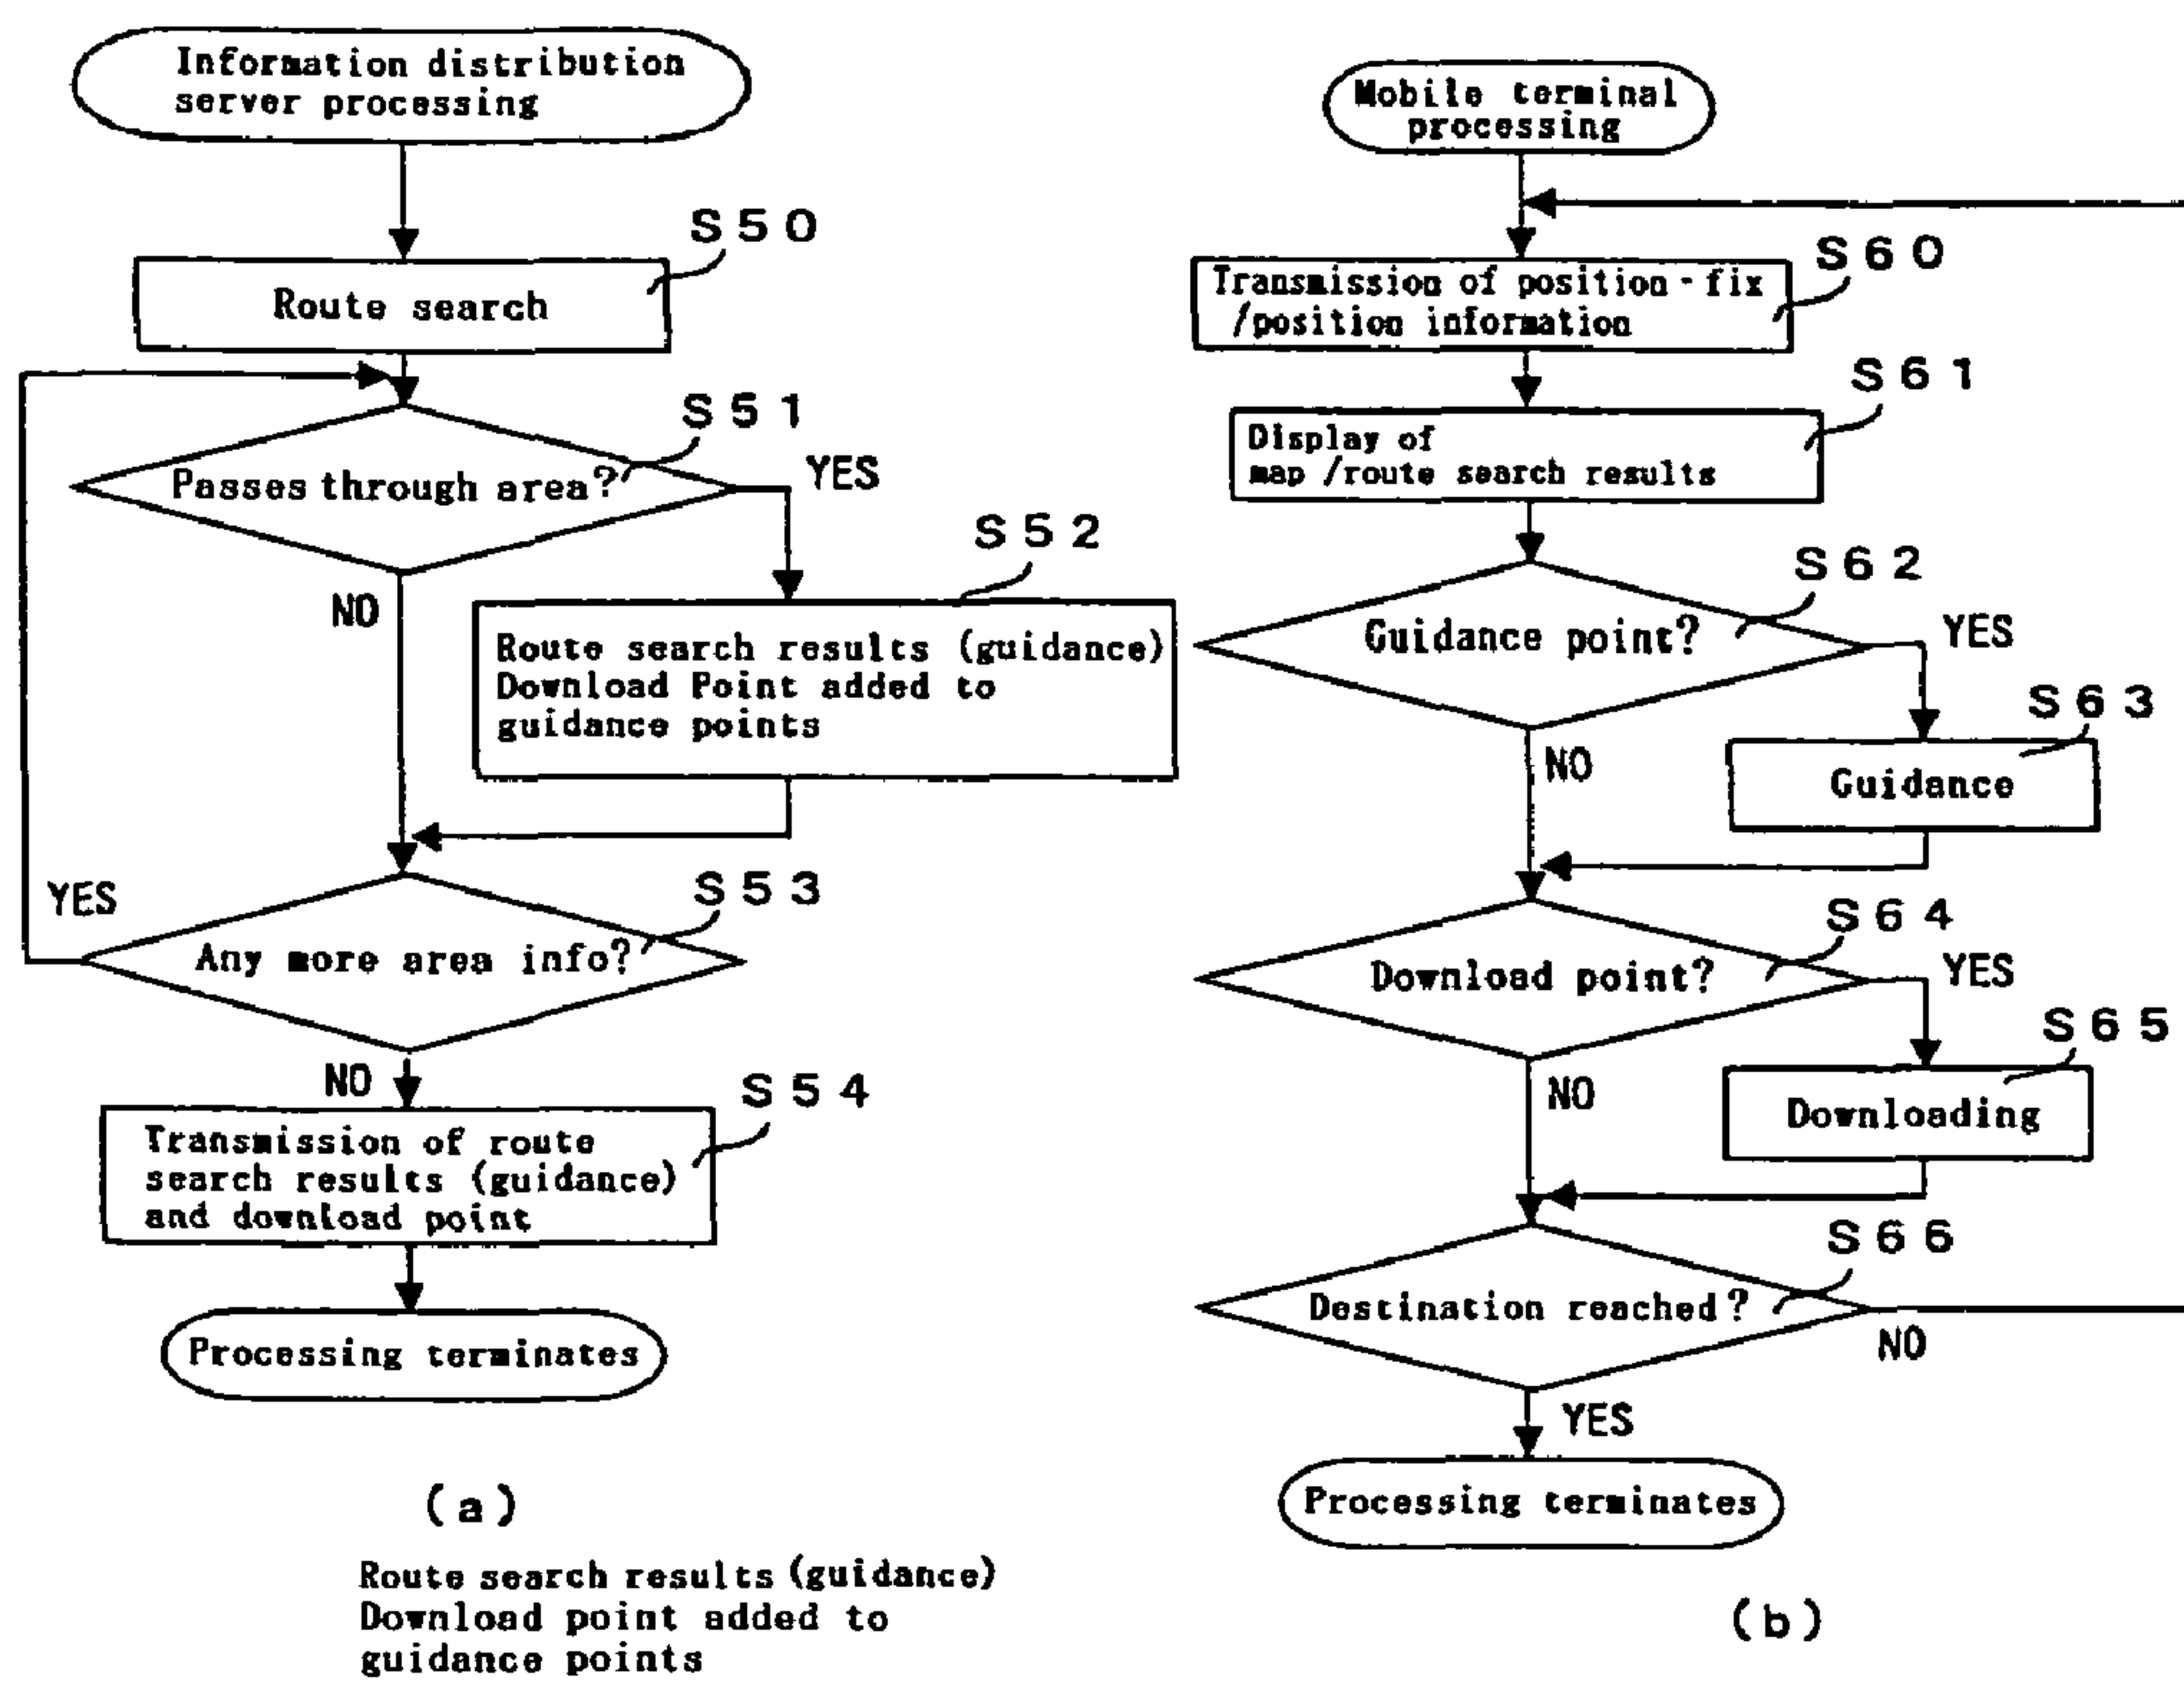 Information distribution
server processing
S50
Route search
S51
Passes through area?
YES
NO
S52
Route search results (guidance)
Download Point added to
guidance points
S53
YES
Any more area info?
NO
S54
Transmission of route
search results (guidance)
and download point
Processing terminates
(a)
Route search results (guidance)
Download point added to
guidance points
Mobile terminal
processing
S60
Transmission of position-fix
/position information
S61
Display of
map /route search results
S62
Guidance point?
YES
NO
S63
Guidance
S64
Download point?
YES
NO
S65
Downloading
S66
Destination reached?
NO
YES
Processing terminates
(b)